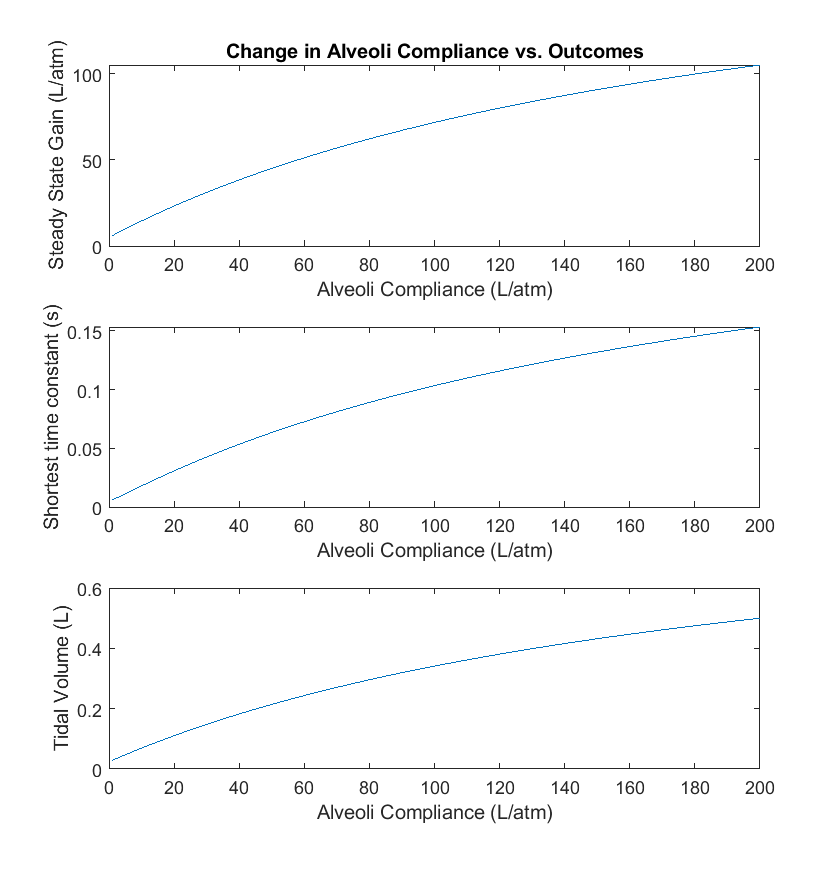 Change in Alveoli Compliance vs. Outcomes
Steady State Gain (L/atm)
100
50
0
0 20 40 60 80 100 120 140 160 180 200
Alveoli Compliance (L/atm)
Shortest time constant (s)
0.15
0.1
0.05
0
0 20 40 60 80 100 120 140 160 180 200
Alveoli Compliance (L/atm)
Tidal Volume (L)
0.6
0.4
0.2
0
0 20 40 60 80 100 120 140 160 180 200
Alveoli Compliance (L/atm)